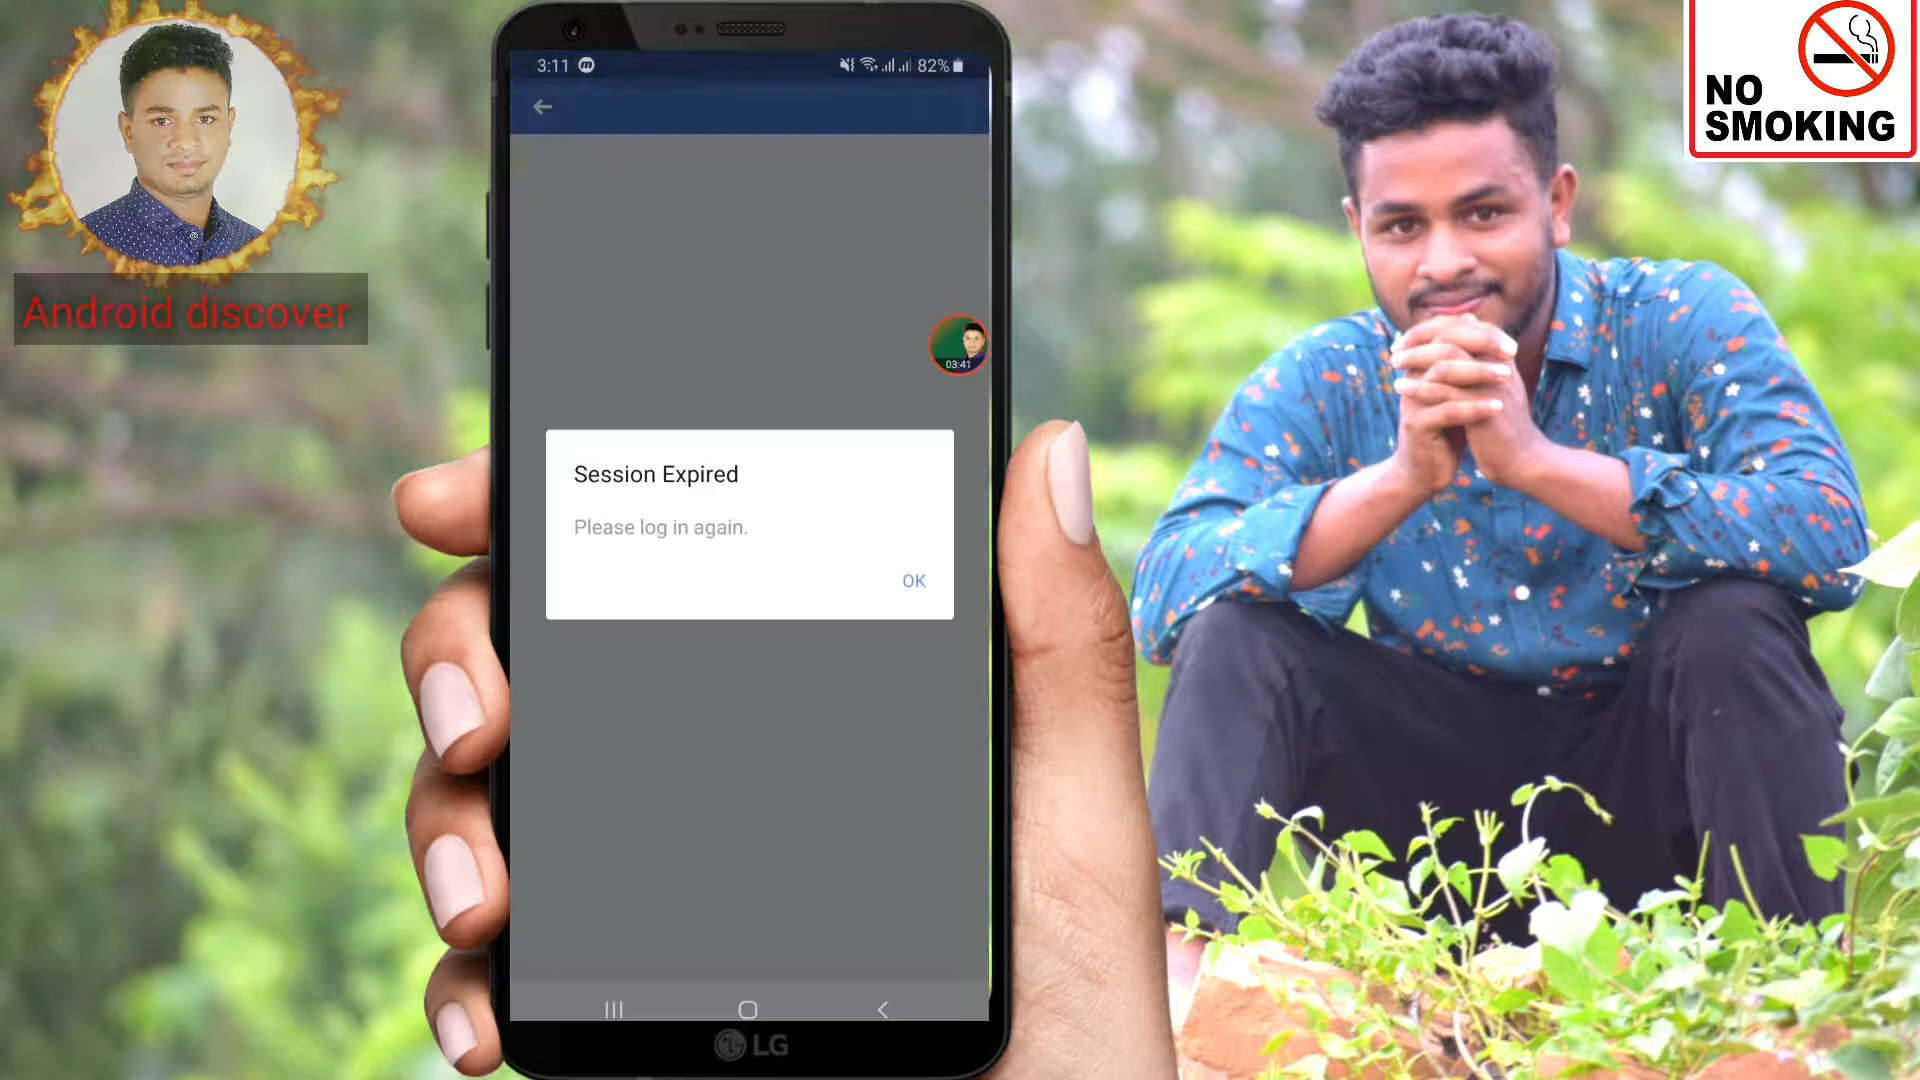 Android discover
3:11
82%
03:41
Session Expired
Please log in again.
OK
LG
NO
SMOKING